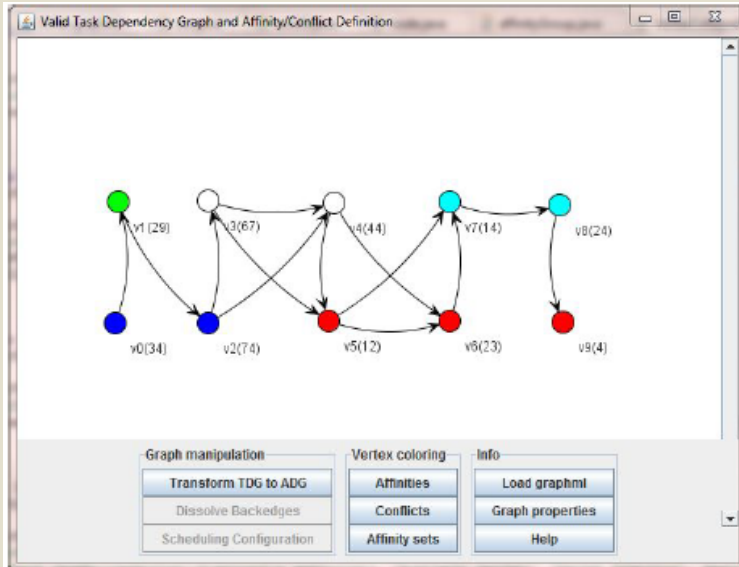 Valid Task Dependency Graph and Affinity/Conflict Definition
v1(29)
v3(67)
v4(44)
v7(14)
v8(24)
v0(34)
v2(74)
v5(12)
v6(23)
v9(4)
Graph manipulation
Vertex coloring
Info
Transform TDG to ADG
Affinities
Load graphml
Dissolve Backedges
Conflicts
Graph properties
Scheduling Configuration
Affinity sets
Help